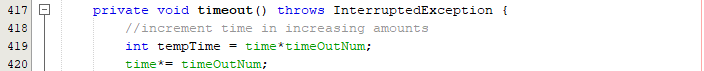 417 private void timeout() throws InterruptedException {
418 //increment time in increasing amounts
419 int tempTime = time*timeOutNum;
420 time*= timeOutNum;